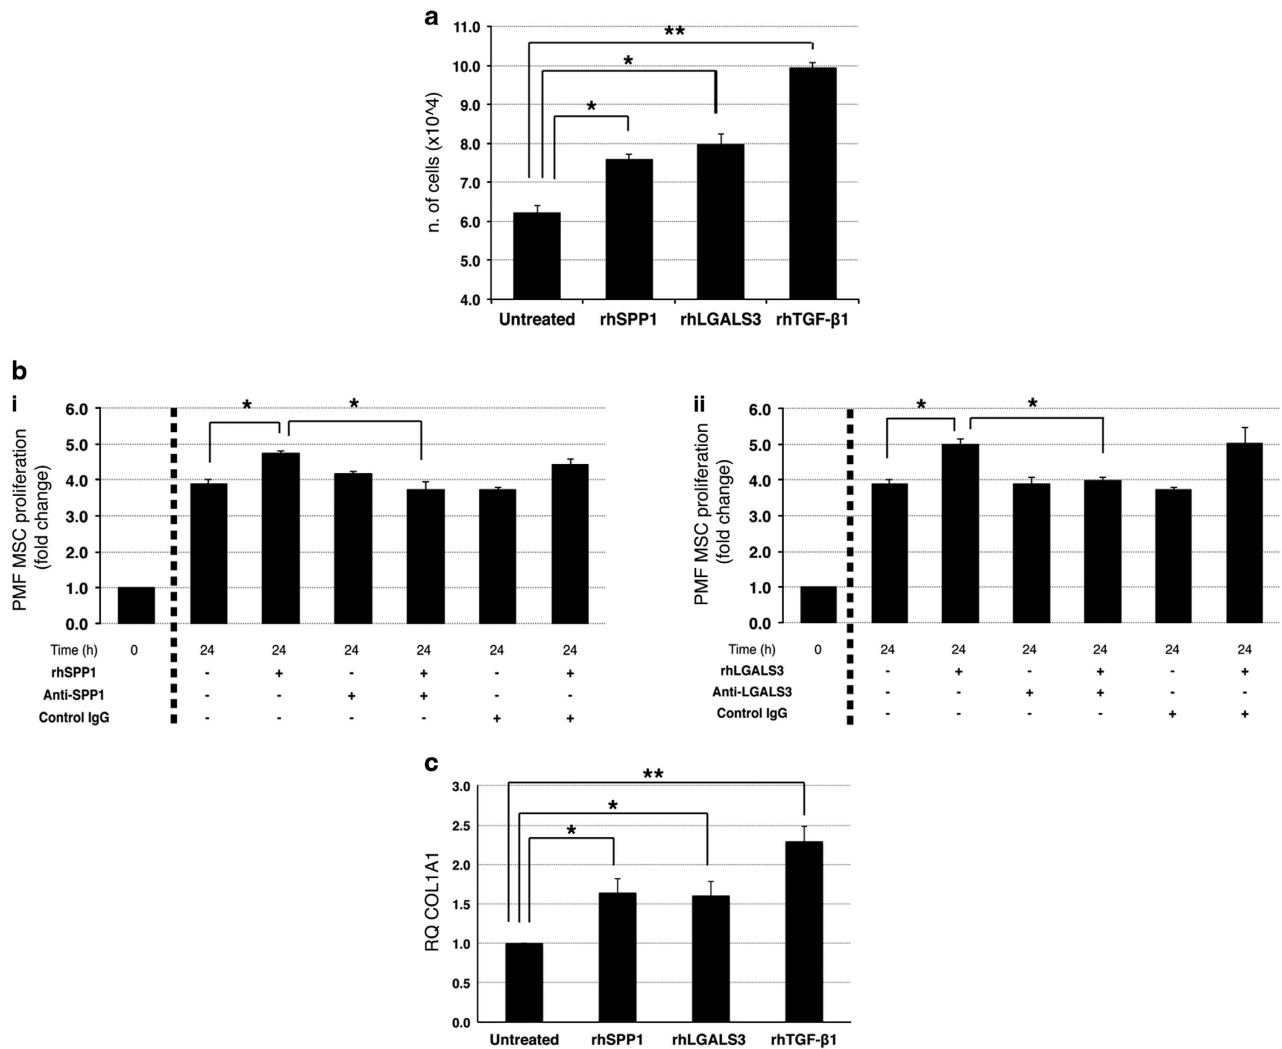 a
11.0
10.0
9.0
8.0
7.0
6.0
5.0
4.0
n. of cells (x10^4)
**
*
*
Untreated rhSPP1 rhLGALS3 rhTGF-β1
b
i
6.0
5.0
4.0
3.0
2.0
1.0
0.0
PMF MSC proliferation
(fold change)
* *
Time (h) 0 24 24 24 24 24 24
rhSPP1 - + - + - +
Anti-SPP1 - - + + - -
Control IgG - - - - + +
ii
6.0
5.0
4.0
3.0
2.0
1.0
0.0
PMF MSC proliferation
(fold change)
* *
Time (h) 0 24 24 24 24 24 24
rhLGALS3 - + - + - +
Anti-LGALS3 - - + + - -
Control IgG - - - - + +
c
3.0
2.5
2.0
1.5
1.0
0.5
0.0
RQ COL1A1
**
*
*
Untreated rhSPP1 rhLGALS3 rhTGF-β1